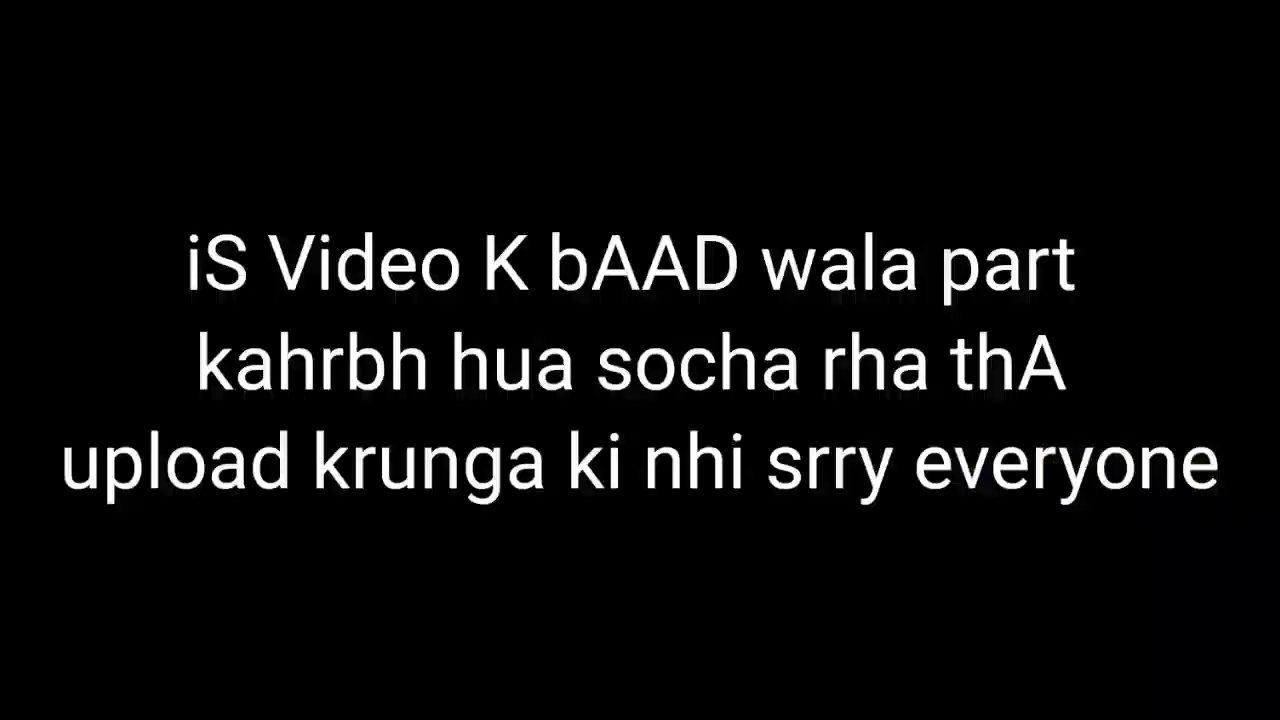 iS Video K bAAD wala part
kahrbh hua socha rha thA
upload krunga ki nhi srry everyone